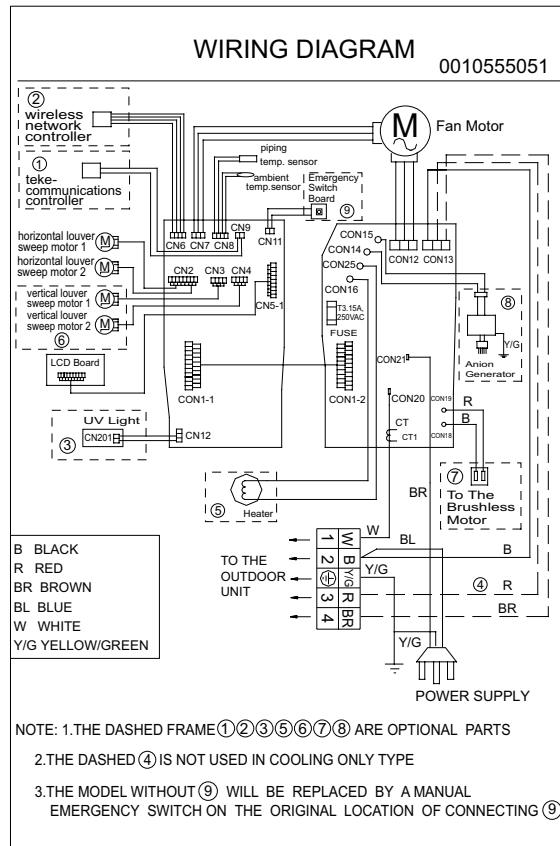 WIRING DIAGRAM
0010555051
②
wireless
network
controller
①
teke-
communications
controller
M
Fan Motor
piping
temp. sensor
ambient
temp.sensor
Emergency
Switch
Board
⑨
CN9
CN6
CN7
CN8
CN11
CON15
CON14
CON25
CON16
CON12
CON13
horizontal louver
sweep motor 1
M
horizontal louver
sweep motor 2
M
vertical louver
sweep motor 1
M
vertical louver
sweep motor 2
M
⑥
CN2
CN3
CN4
CN5-1
T3.15A,
250VAC
FUSE
⑧
Y/G
Anion
Generator
LCD Board
CON1-1
CON1-2
CON21
CON20
CON19
R
B
CON18
CT
CT1
UV Light
③
CN201
CN12
⑤
Heater
⑦
To The
Brushless
Motor
BR
B BLACK
R RED
BR BROWN
BL BLUE
W WHITE
Y/G YELLOW/GREEN
TO THE
OUTDOOR
UNIT
1 W
2 B
Y/G
3 R
4 BR
W
BL
B
Y/G
④ R
BR
Y/G
POWER SUPPLY
NOTE: 1.THE DASHED FRAME ①②③⑤⑥⑦⑧ ARE OPTIONAL PARTS
2.THE DASHED ④ IS NOT USED IN COOLING ONLY TYPE
3.THE MODEL WITHOUT ⑨ WILL BE REPLACED BY A MANUAL
EMERGENCY SWITCH ON THE ORIGINAL LOCATION OF CONNECTING ⑨